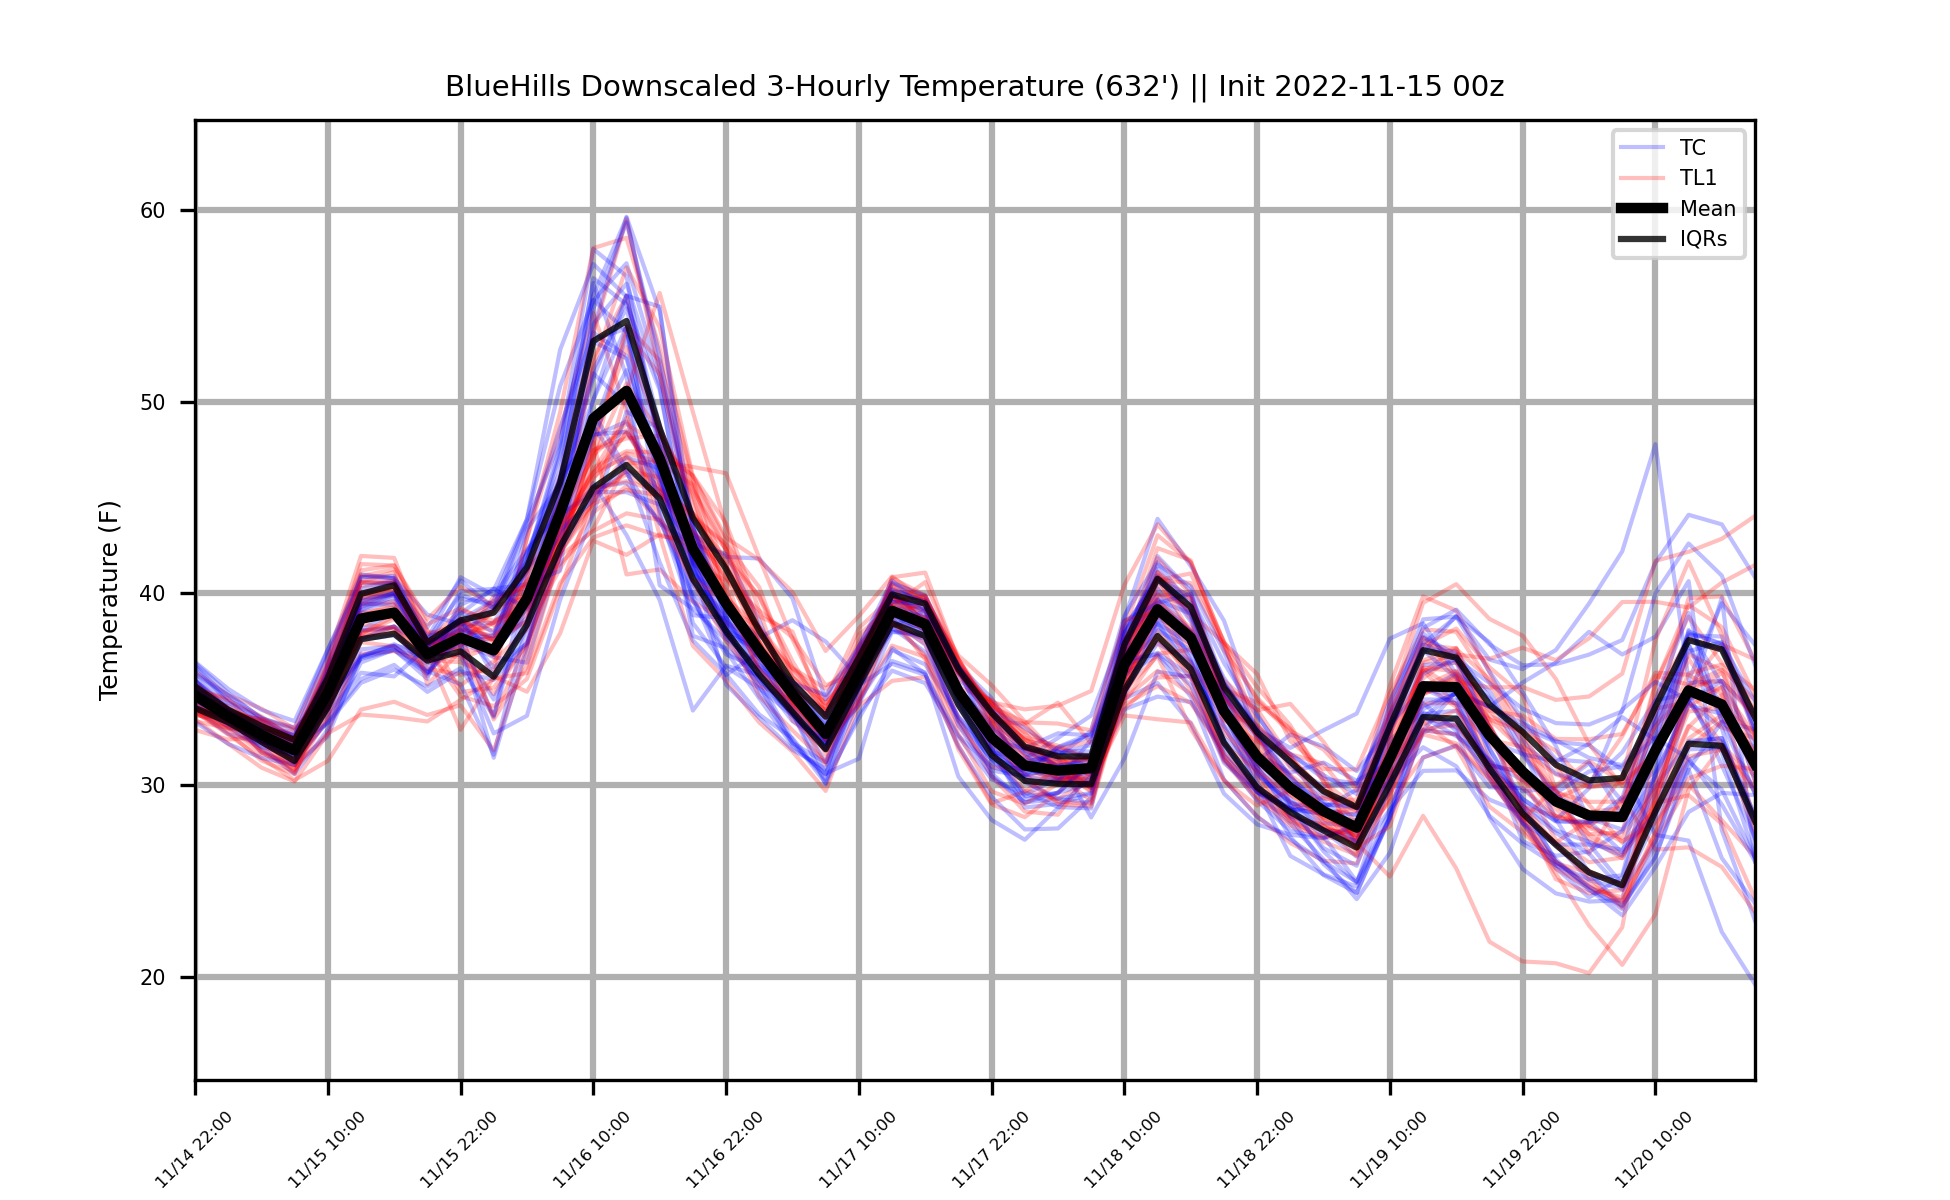 BlueHills Downscaled 3-Hourly Temperature (632') || Init 2022-11-15 00z
TC
TL1
Mean
IQRs
Temperature (F)
60
50
40
30
20
11/14 22:00
11/15 10:00
11/15 22:00
11/16 10:00
11/16 22:00
11/17 10:00
11/17 22:00
11/18 10:00
11/18 22:00
11/19 10:00
11/19 22:00
11/20 10:00